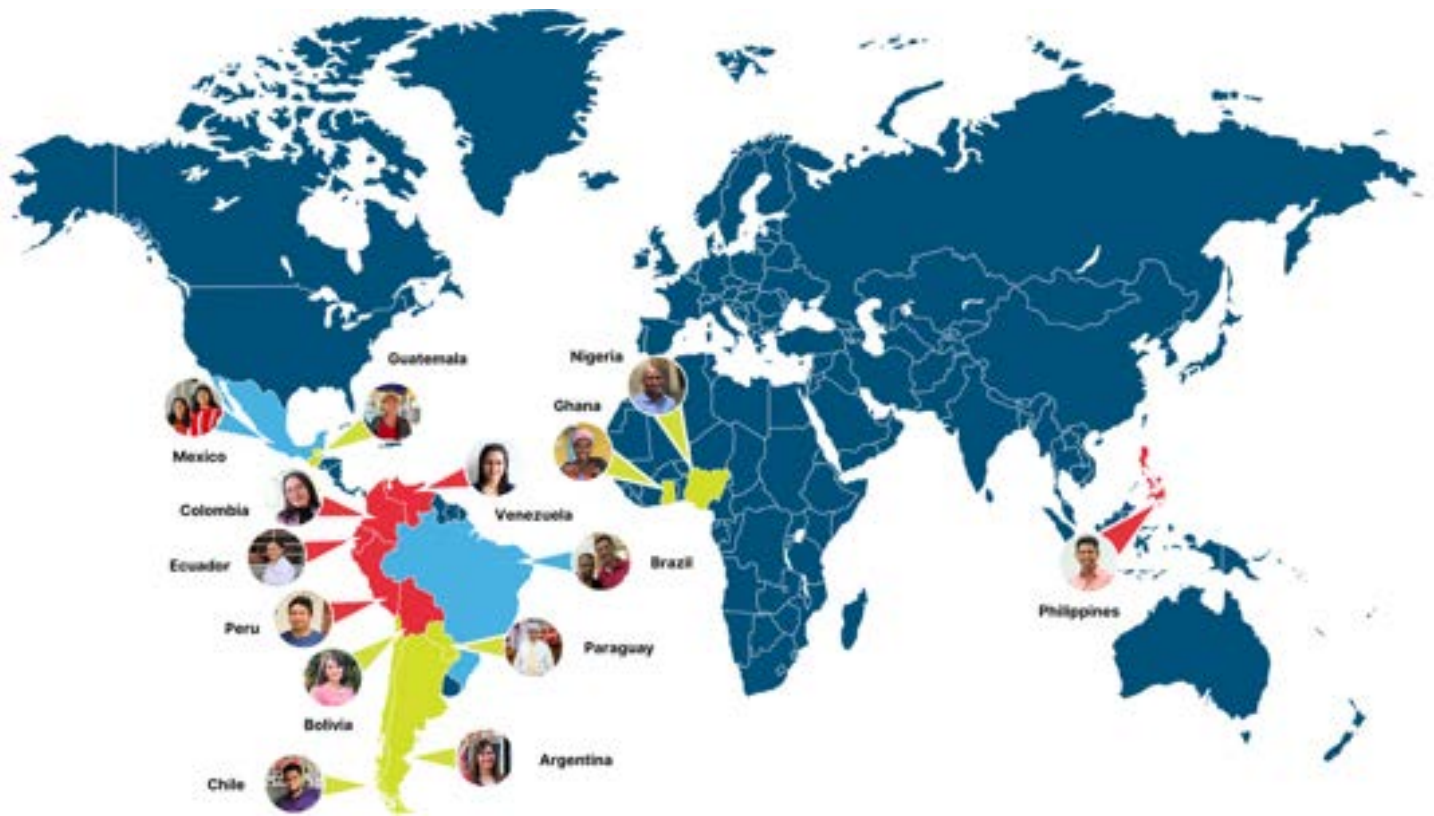 Guatemala
Nigeria
Ghana
Mexico
Colombia
Venezuela
Ecuador
Brazil
Philippines
Peru
Paraguay
Bolivia
Argentina
Chile